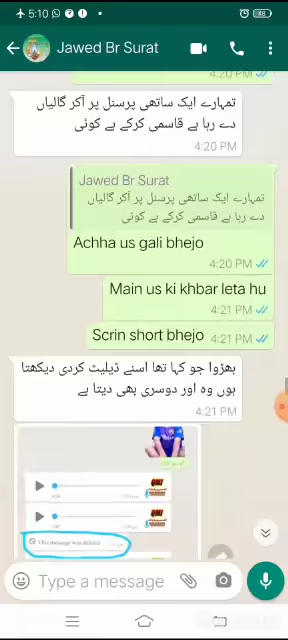 5:10
Jawed Br Surat
4:20 PM
تمہارے ایک ساتھی پرسنل پر آکر گالیاں
دے رہا ہے قاسمی کرکے ہے کوئی
4:20 PM
Jawed Br Surat
تمہارے ایک ساتھی پرسنل پر آکر گالیاں
دے رہا ہے قاسمی کرکے ہے کوئی
Achha us gali bhejo
4:20 PM
Main us ki khbar leta hu
4:21 PM
Scrin short bhejo 4:21 PM
بھڑوا جو کہا تھا اسنے ڈیلیٹ کردی دیکھتا
ہوں وہ اور دوسری بھی دیتا ہے
4:21 PM
This message was deleted
Type a message